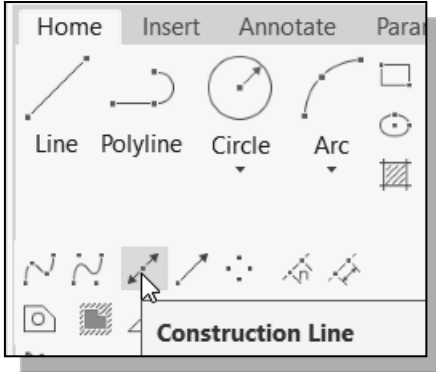 Home Insert Annotate
Line Polyline Circle Arc
Construction Line